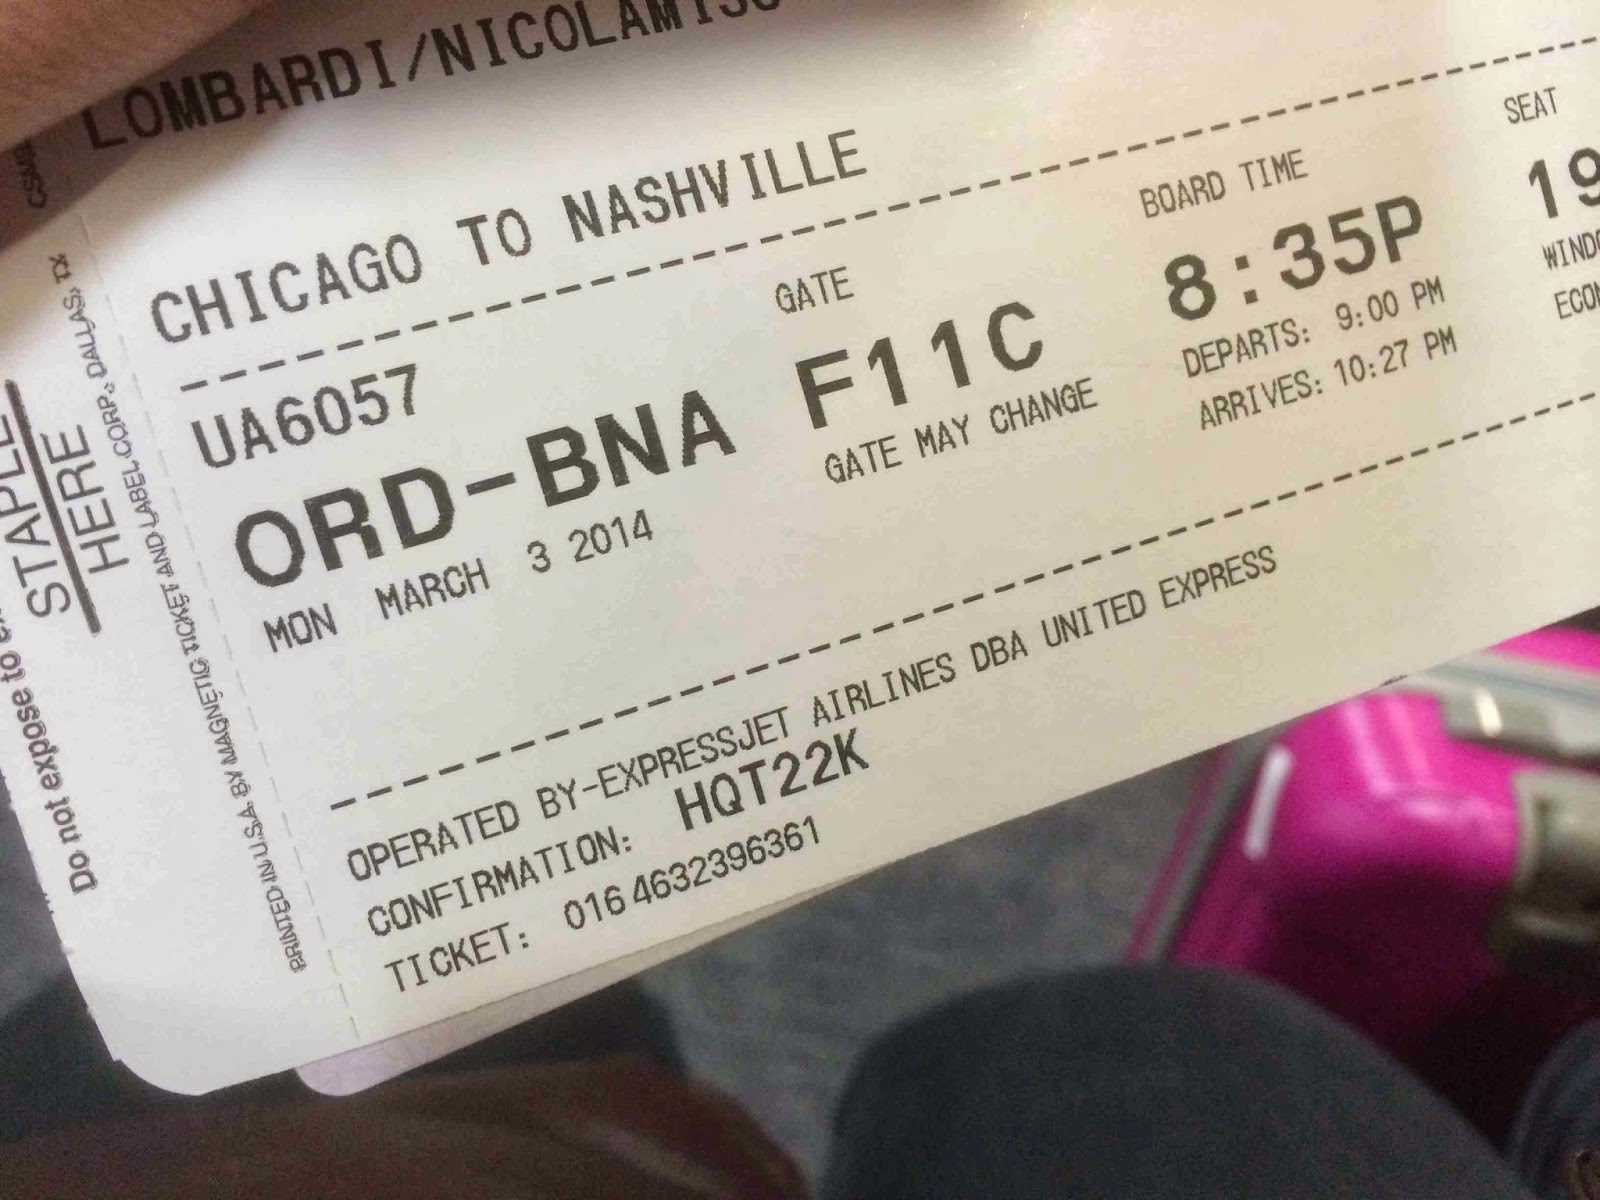 LOMBARDI/NICOLAMISS
CHICAGO TO NASHVILLE
UA6057
ORD-BNA
MON MARCH 3 2014
GATE
F11C
GATE MAY CHANGE
BOARD TIME
8:35P
DEPARTS: 9:00 PM
ARRIVES: 10:27 PM
SEAT
19
OPERATED BY-EXPRESSJET AIRLINES DBA UNITED EXPRESS
CONFIRMATION: HQT22K
TICKET: 016 4632396361
STAPLE
HERE
Do not expose to
PRINTED IN U.S.A. BY MAGNETIC TICKET AND LABEL CORP., DALLAS, TX